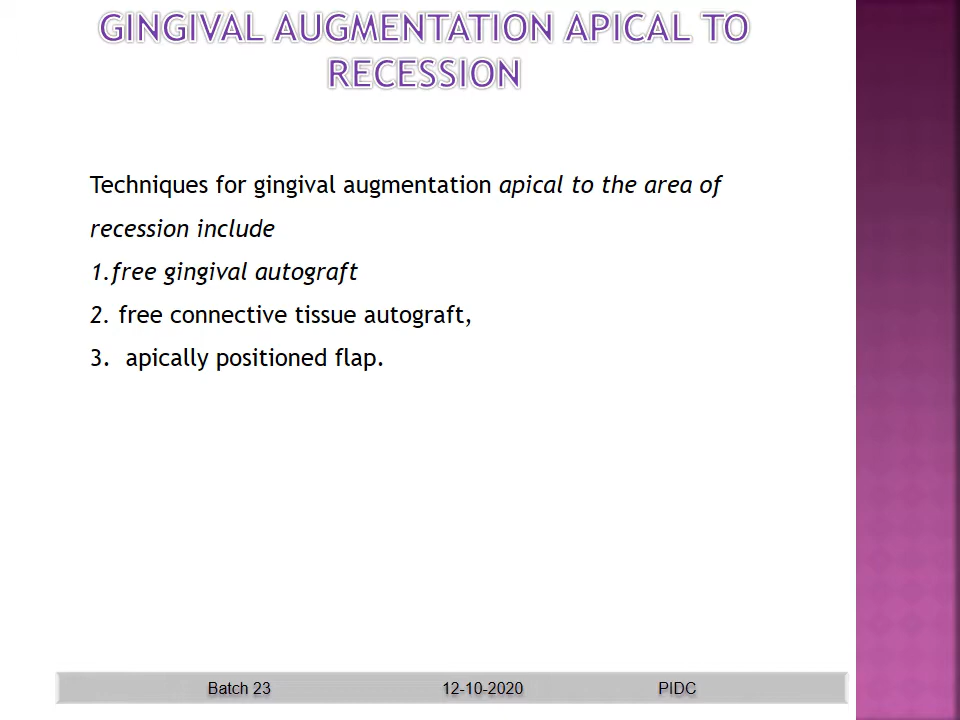 GINGIVAL AUGMENTATION APICAL TO
RECESSION
Techniques for gingival augmentation apical to the area of
recession include
1.free gingival autograft
2. free connective tissue autograft,
3. apically positioned flap.
Batch 23 12-10-2020 PIDC